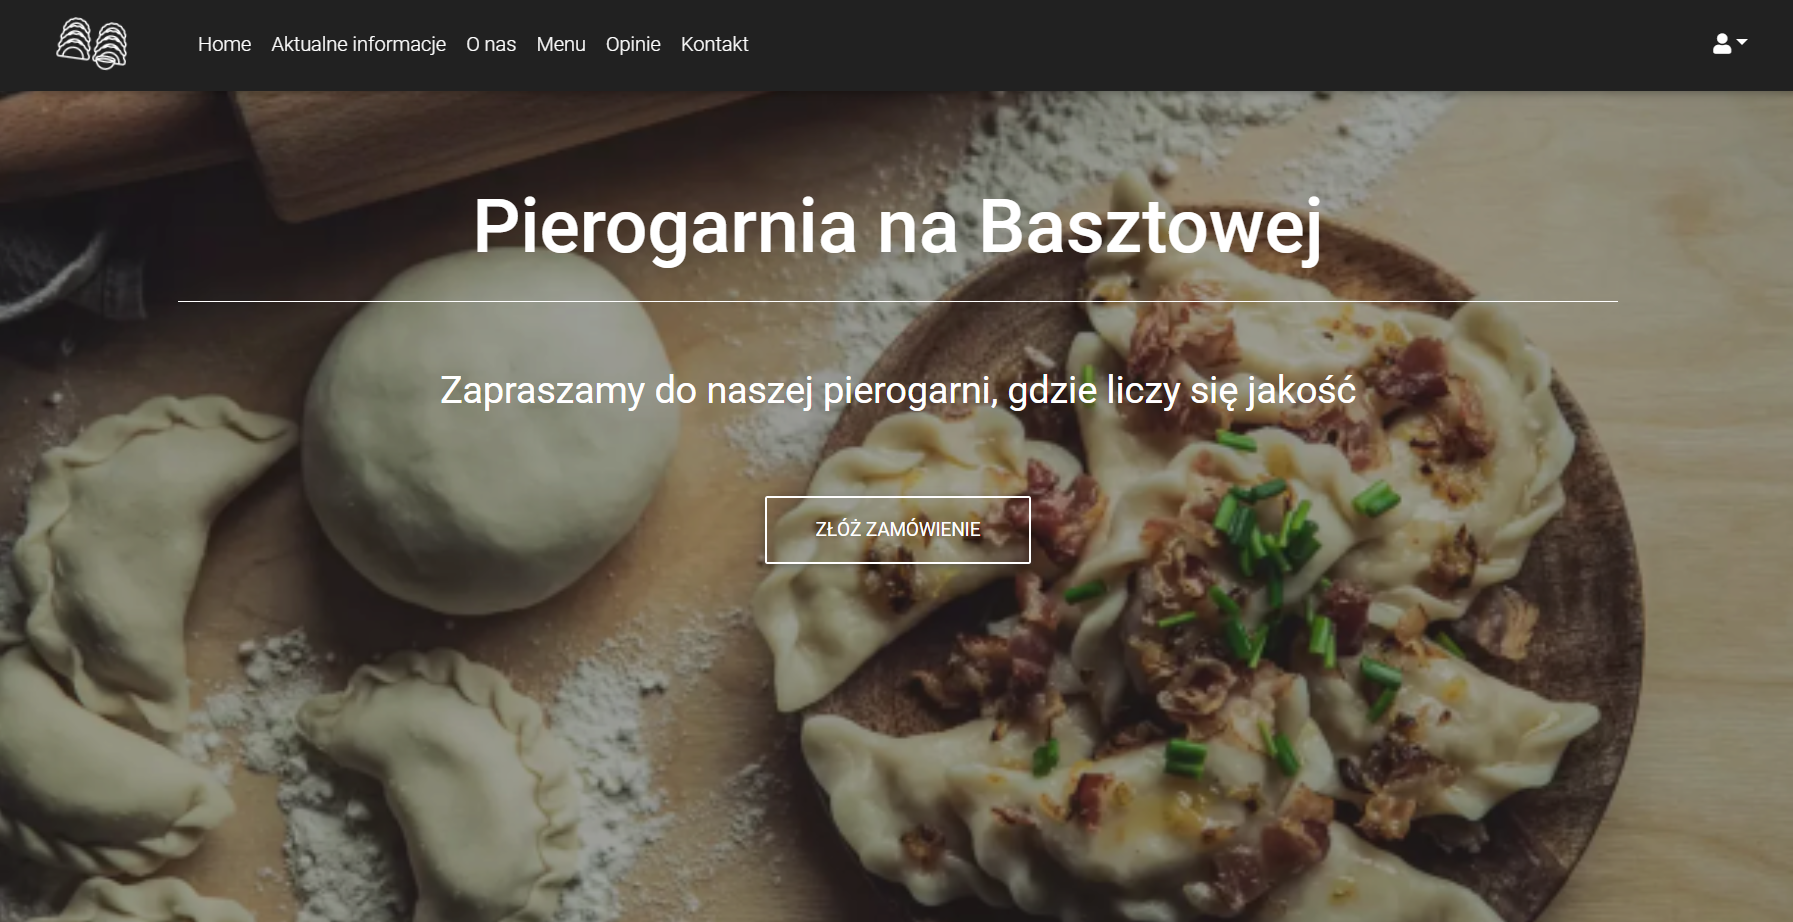 Home Aktualne informacje O nas Menu Opinie Kontakt
Pierogarnia na Basztowej
Zapraszamy do naszej pierogarni, gdzie liczy się jakość
ZŁÓŻ ZAMÓWIENIE